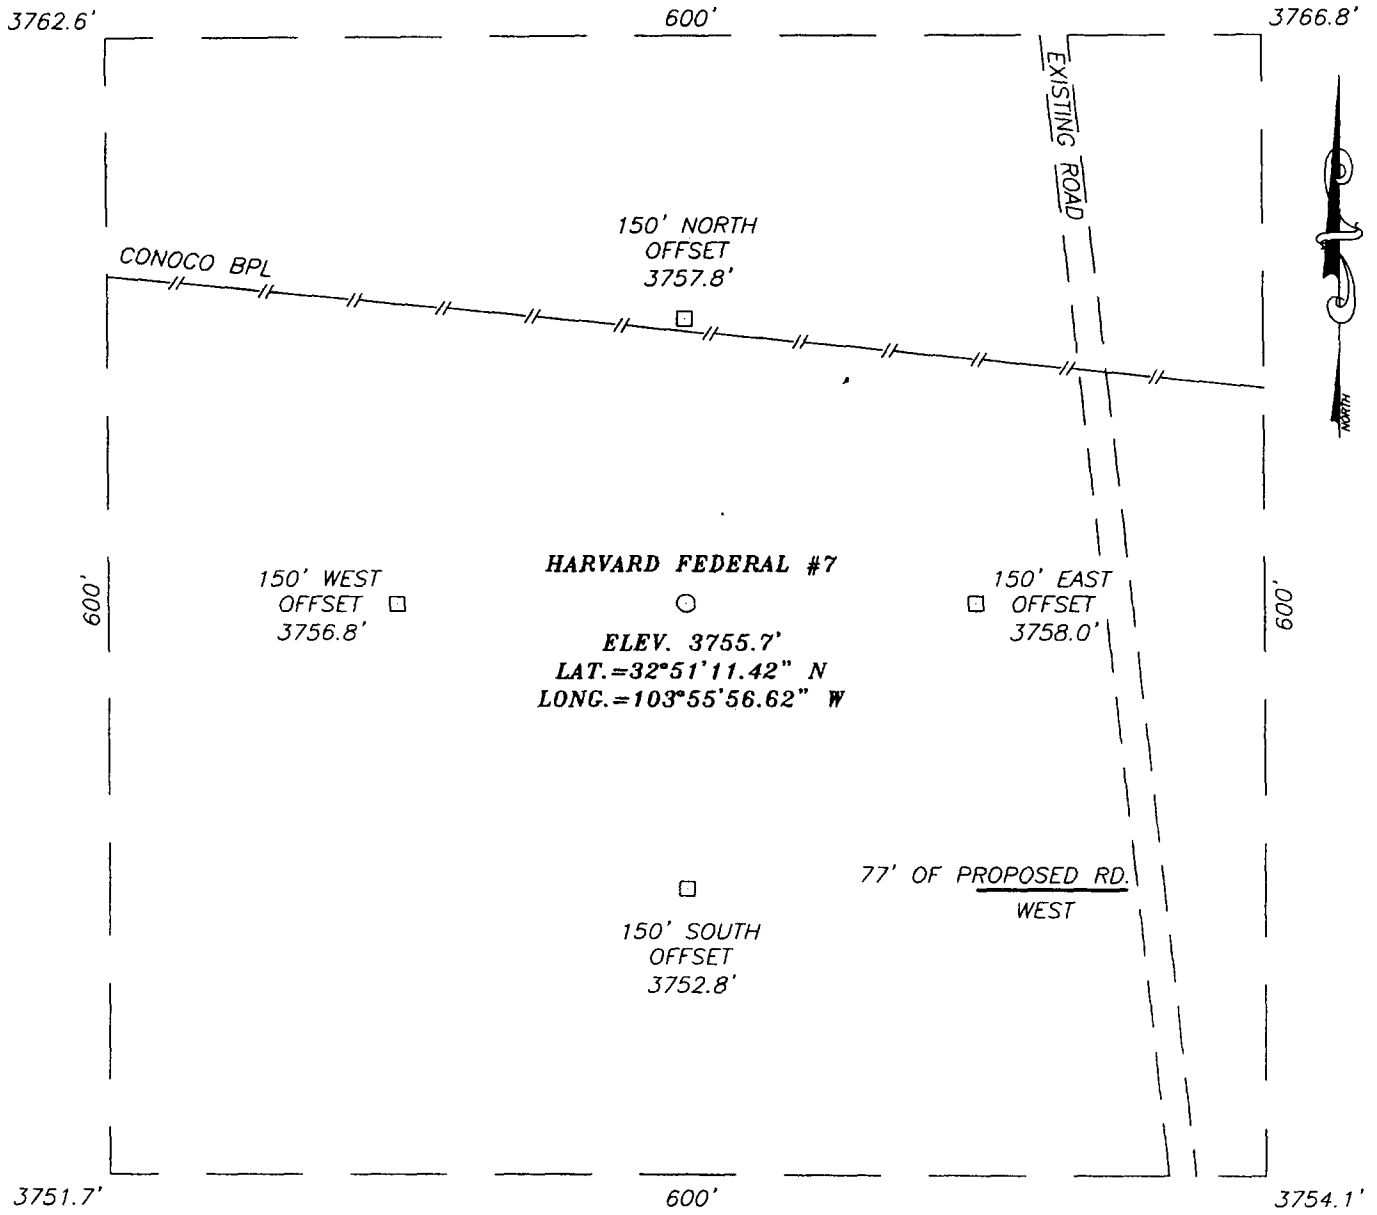 3762.6'
600'
3766.8'
EXISTING ROAD
NORTH
150' NORTH
OFFSET
3757.8'
CONOCO BPL
600'
150' WEST
OFFSET
3756.8'
HARVARD FEDERAL #7
ELEV. 3755.7'
LAT.=32°51'11.42" N
LONG.=103°55'56.62" W
150' EAST
OFFSET
3758.0'
600'
77' OF PROPOSED RD.
WEST
150' SOUTH
OFFSET
3752.8'
3751.7'
600'
3754.1'